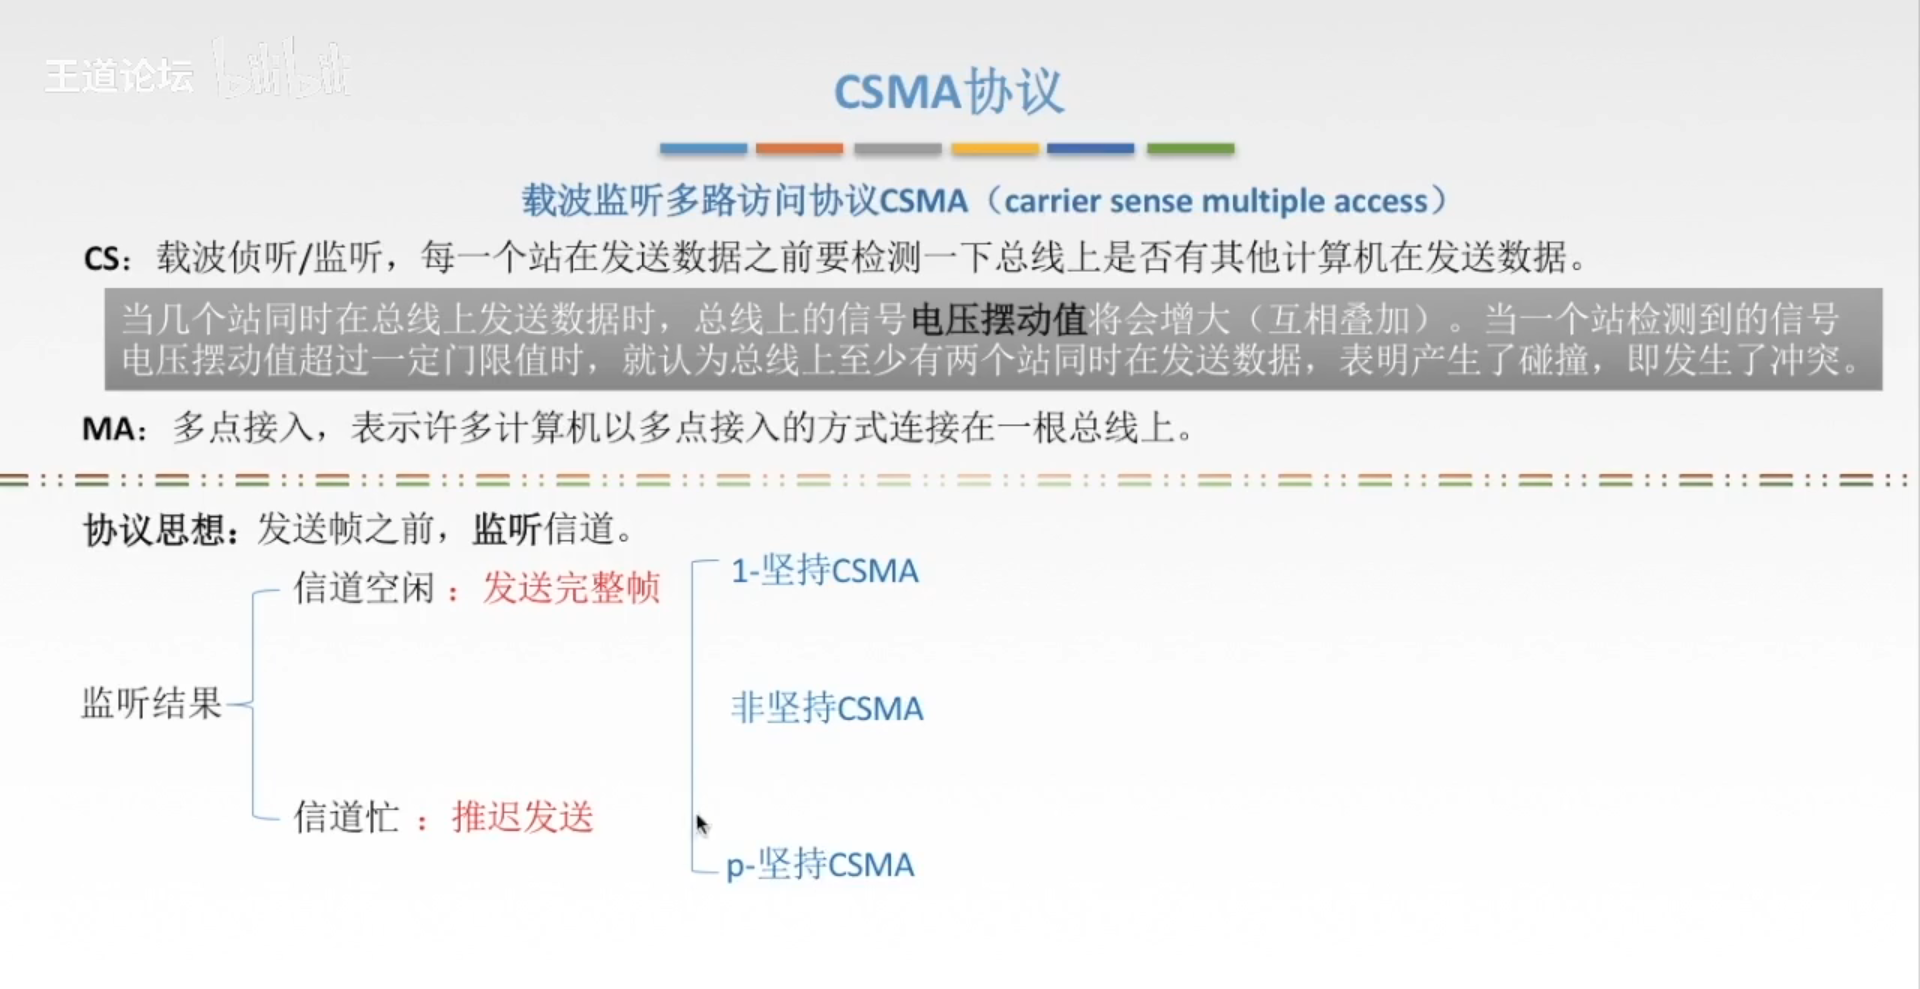 王道论坛 bilibili
CSMA协议
载波监听多路访问协议CSMA（carrier sense multiple access）
CS：载波侦听/监听，每一个站在发送数据之前要检测一下总线上是否有其他计算机在发送数据。
当几个站同时在总线上发送数据时，总线上的信号电压摆动值将会增大（互相叠加）。当一个站检测到的信号
电压摆动值超过一定门限值时，就认为总线上至少有两个站同时在发送数据，表明产生了碰撞，即发生了冲突。
MA：多点接入，表示许多计算机以多点接入的方式连接在一根总线上。
协议思想：发送帧之前，监听信道。
监听结果
信道空闲：发送完整帧
信道忙：推迟发送
1-坚持CSMA
非坚持CSMA
p-坚持CSMA